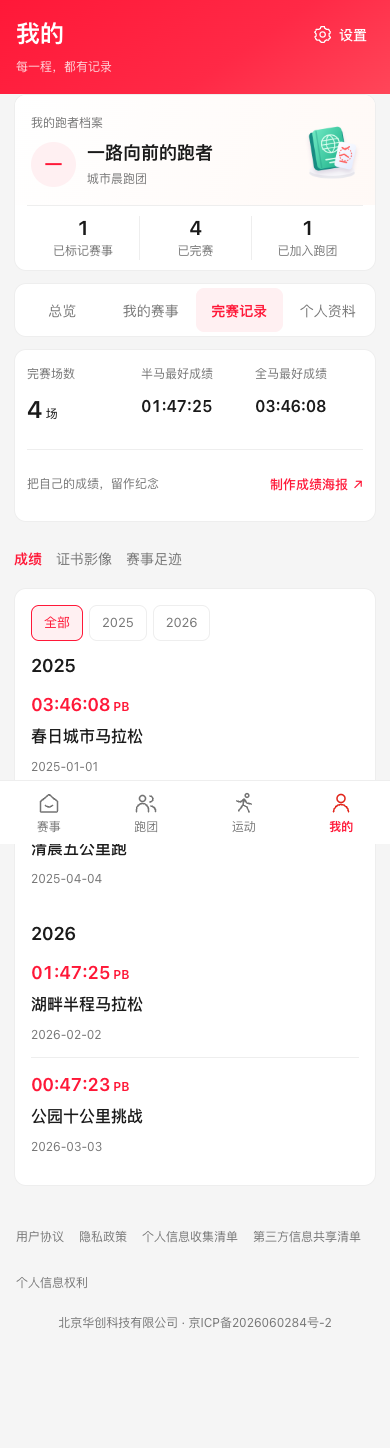 我的
设置
每一程，都有记录
我的跑者档案
一路向前的跑者
城市晨跑团
1
4
1
已标记赛事
已完赛
已加入跑团
总览
我的赛事
完赛记录
个人资料
完赛场数
半马最好成绩
全马最好成绩
4 场
01:47:25
03:46:08
把自己的成绩，留作纪念
制作成绩海报
成绩
证书影像
赛事足迹
全部
2025
2026
2025
03:46:08 PB
春日城市马拉松
2025-01-01
赛事
跑团
运动
我的
清晨五公里跑
2025-04-04
2026
01:47:25 PB
湖畔半程马拉松
2026-02-02
00:47:23 PB
公园十公里挑战
2026-03-03
用户协议
隐私政策
个人信息收集清单
第三方信息共享清单
个人信息权利
北京华创科技有限公司 · 京ICP备2026060284号-2